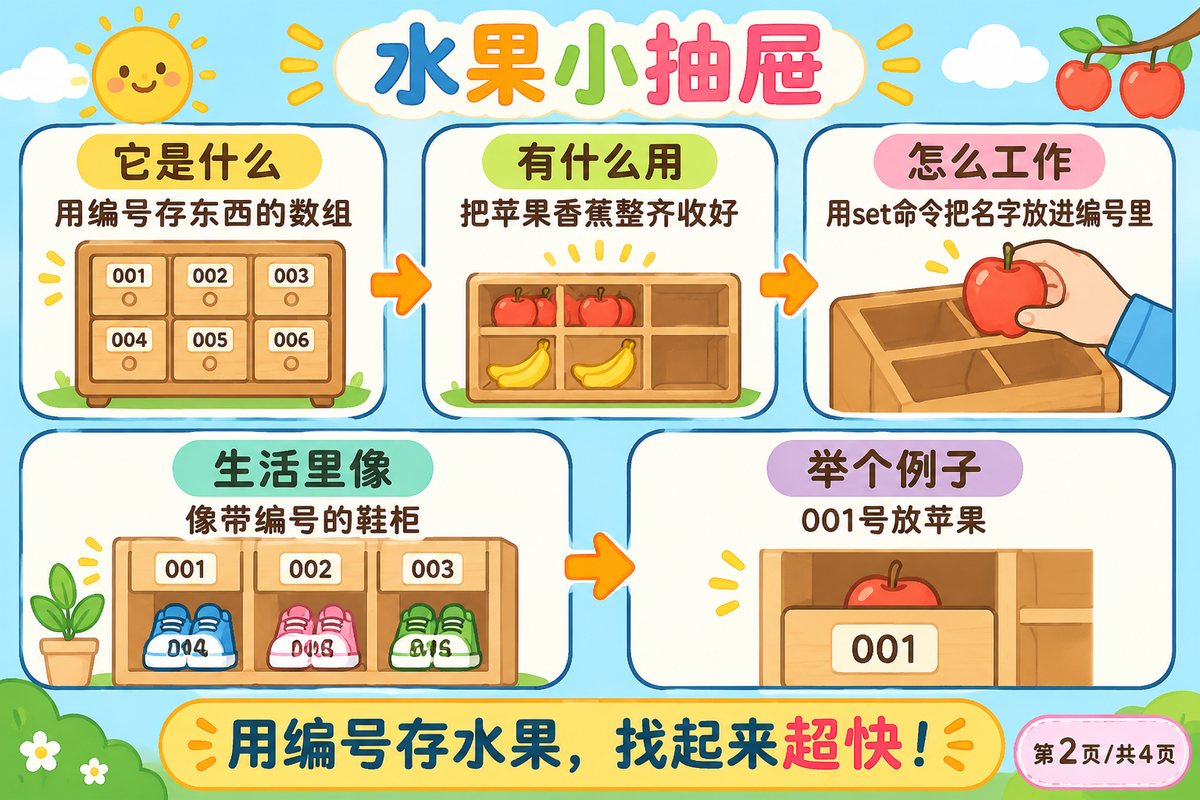 水果小抽屉
它是什么
用编号存东西的数组
001
002
003
004
005
006
有什么用
把苹果香蕉整齐收好
怎么工作
用set命令把名字放进编号里
生活里像
像带编号的鞋柜
001
002
003
举个例子
001号放苹果
001
用编号存水果，找起来超快！
第2页/共4页